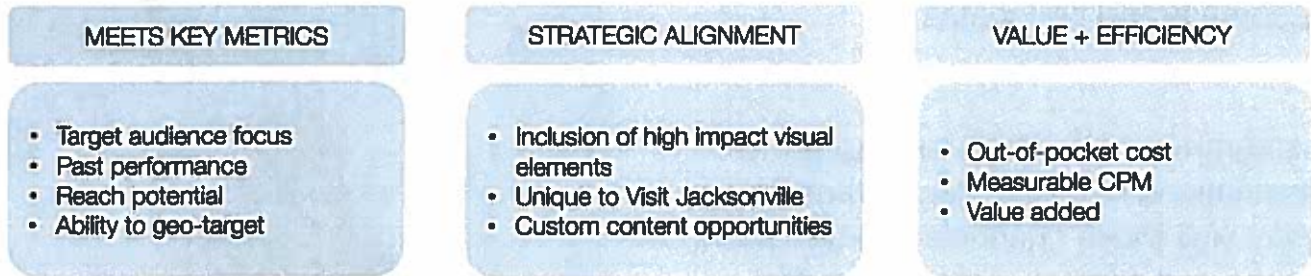 MEETS KEY METRICS
• Target audience focus
• Past performance
• Reach potential
• Ability to geo-target
STRATEGIC ALIGNMENT
• Inclusion of high impact visual
elements
• Unique to Visit Jacksonville
• Custom content opportunities
VALUE + EFFICIENCY
• Out-of-pocket cost
• Measurable CPM
• Value added